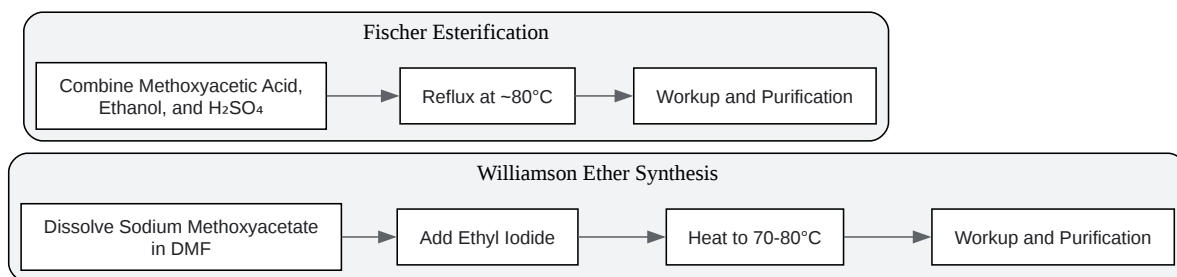 Fischer Esterification
Combine Methoxyacetic Acid,
Ethanol, and H₂SO₄
Reflux at ~80°C
Workup and Purification
Williamson Ether Synthesis
Dissolve Sodium Methoxyacetate
in DMF
Add Ethyl Iodide
Heat to 70-80°C
Workup and Purification